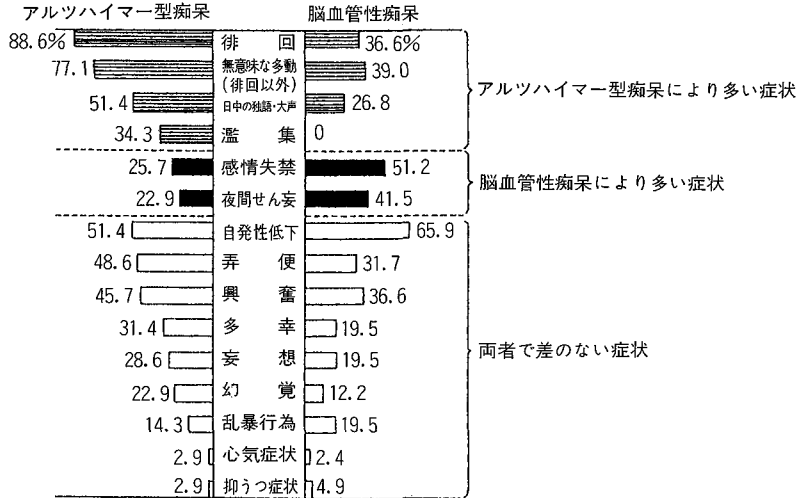 アルツハイマー型痴呆 脳血管性痴呆
88.6% 徘 回 36.6%
77.1 無意味な多動 (徘回以外) 39.0
51.4 日中の独語・大声 26.8
34.3 濫 集 0
アルツハイマー型痴呆により多い症状
25.7 感情失禁 51.2
22.9 夜間せん妄 41.5
脳血管性痴呆により多い症状
51.4 自発性低下 65.9
48.6 弄 便 31.7
45.7 興 奮 36.6
31.4 多 幸 19.5
28.6 妄 想 19.5
22.9 幻 覚 12.2
14.3 乱暴行為 19.5
2.9 心気症状 2.4
2.9 抑うつ症状 4.9
両者で差のない症状